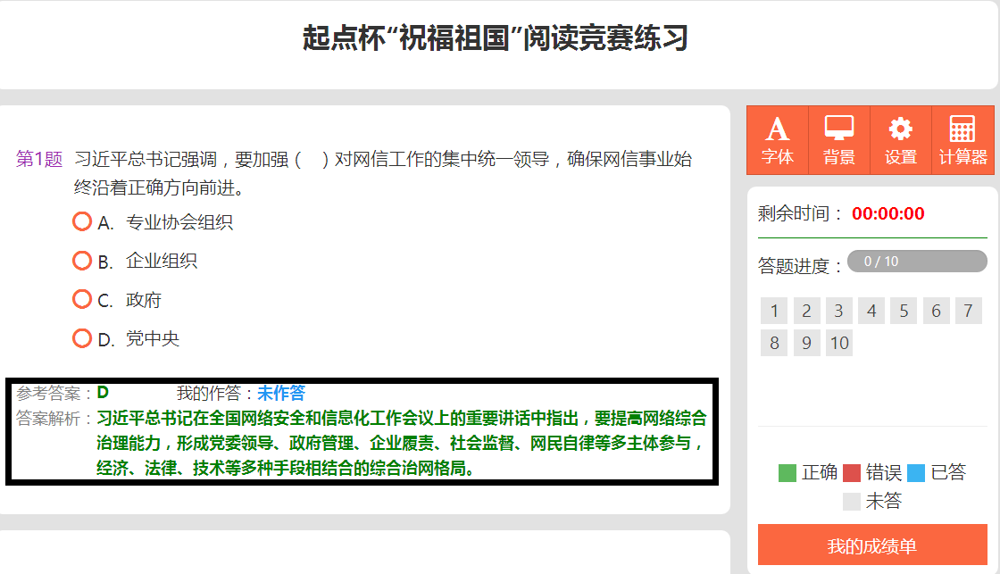 起点杯“祝福祖国”阅读竞赛练习
第1题 习近平总书记强调，要加强（　）对网信工作的集中统一领导，确保网信事业始
终沿着正确方向前进。
A. 专业协会组织
B. 企业组织
C. 政府
D. 党中央
参考答案：D 我的作答：未作答
答案解析：习近平总书记在全国网络安全和信息化工作会议上的重要讲话中指出，要提高网络综合
治理能力，形成党委领导、政府管理、企业履责、社会监督、网民自律等多主体参与，
经济、法律、技术等多种手段相结合的综合治网格局。
A
字体 背景 设置 计算器
剩余时间： 00:00:00
答题进度： 0 / 10
1 2 3 4 5 6 7
8 9 10
正确 错误 已答
未答
我的成绩单